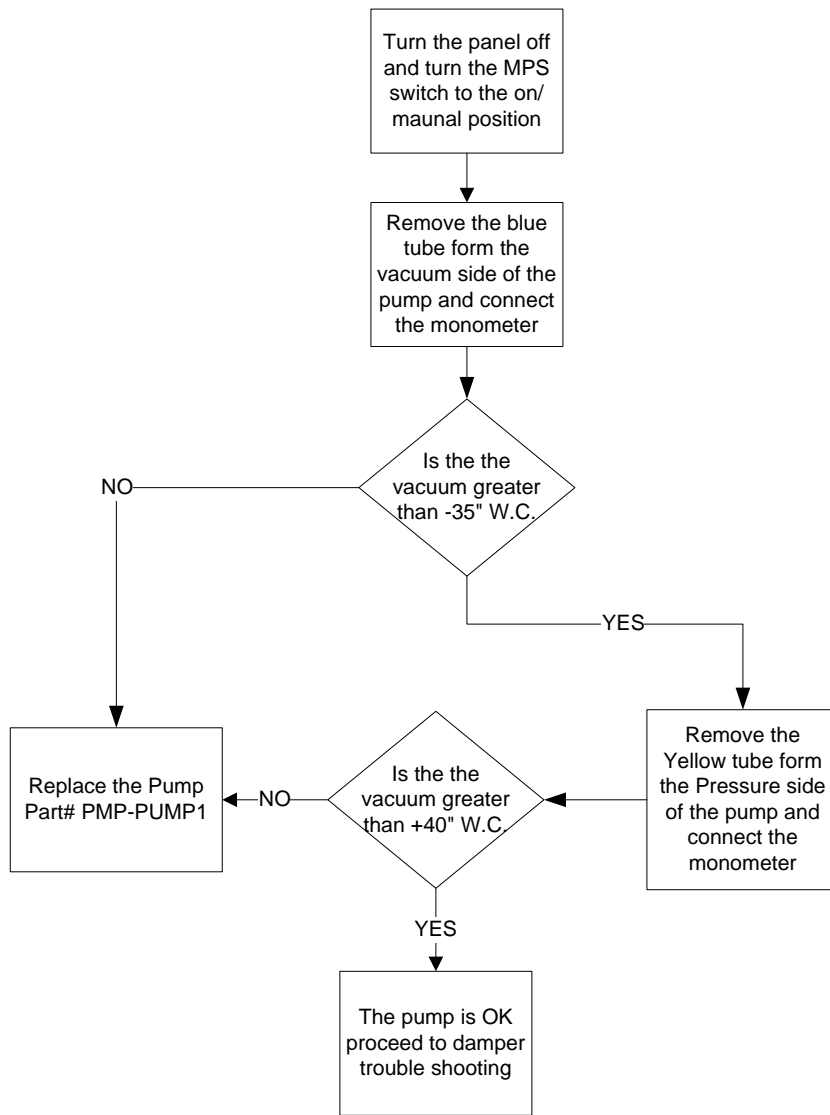 Turn the panel off
and turn the MPS
switch to the on/
maunal position
Remove the blue
tube form the
vacuum side of the
pump and connect
the monometer
Is the the
vacuum greater
than -35" W.C.
NO
YES
Remove the
Yellow tube form
the Pressure side
of the pump and
connect the
monometer
Is the the
vacuum greater
than +40" W.C.
NO
Replace the Pump
Part# PMP-PUMP1
YES
The pump is OK
proceed to damper
trouble shooting